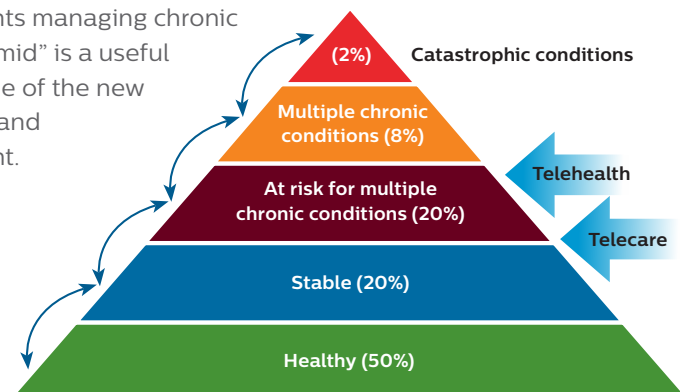 nts managing chronic
mid” is a useful
e of the new
and
nt.
(2%)
Catastrophic conditions
Multiple chronic
conditions (8%)
At risk for multiple
chronic conditions (20%)
Telehealth
Telecare
Stable (20%)
Healthy (50%)